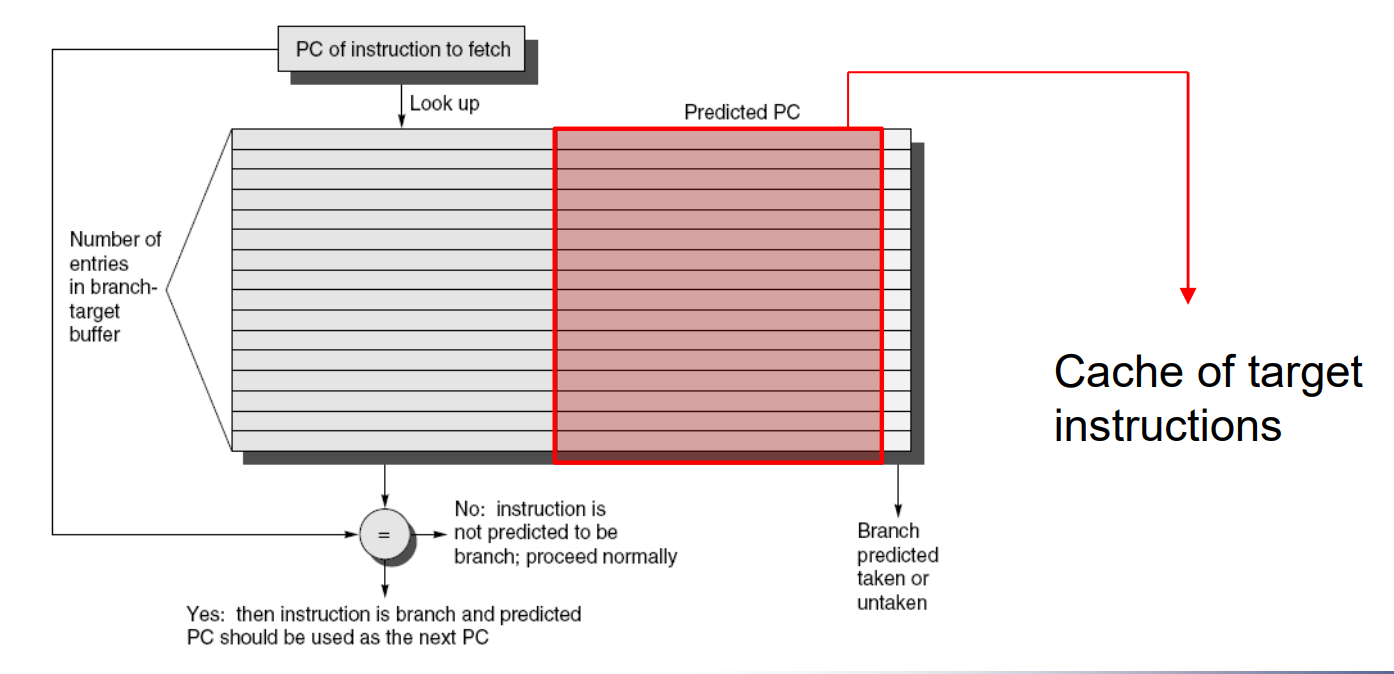 PC of instruction to fetch
Look up
Predicted PC
Number of
entries
in branch-
target
buffer
Cache of target
instructions
=
No: instruction is
not predicted to be
branch; proceed normally
Branch
predicted
taken or
untaken
Yes: then instruction is branch and predicted
PC should be used as the next PC